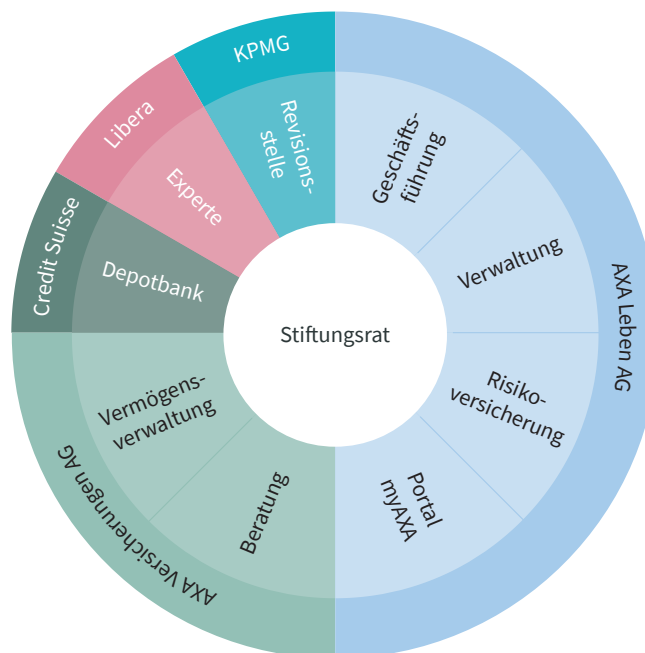 KPMG
Revisions-
stelle
Libera
Experte
Credit Suisse
Depotbank
Geschäfts-
führung
Verwaltung
AXA Leben AG
Stiftungsrat
Risiko-
versicherung
Portal
myAXA
Vermögens-
verwaltung
Beratung
AXA Versicherungen AG